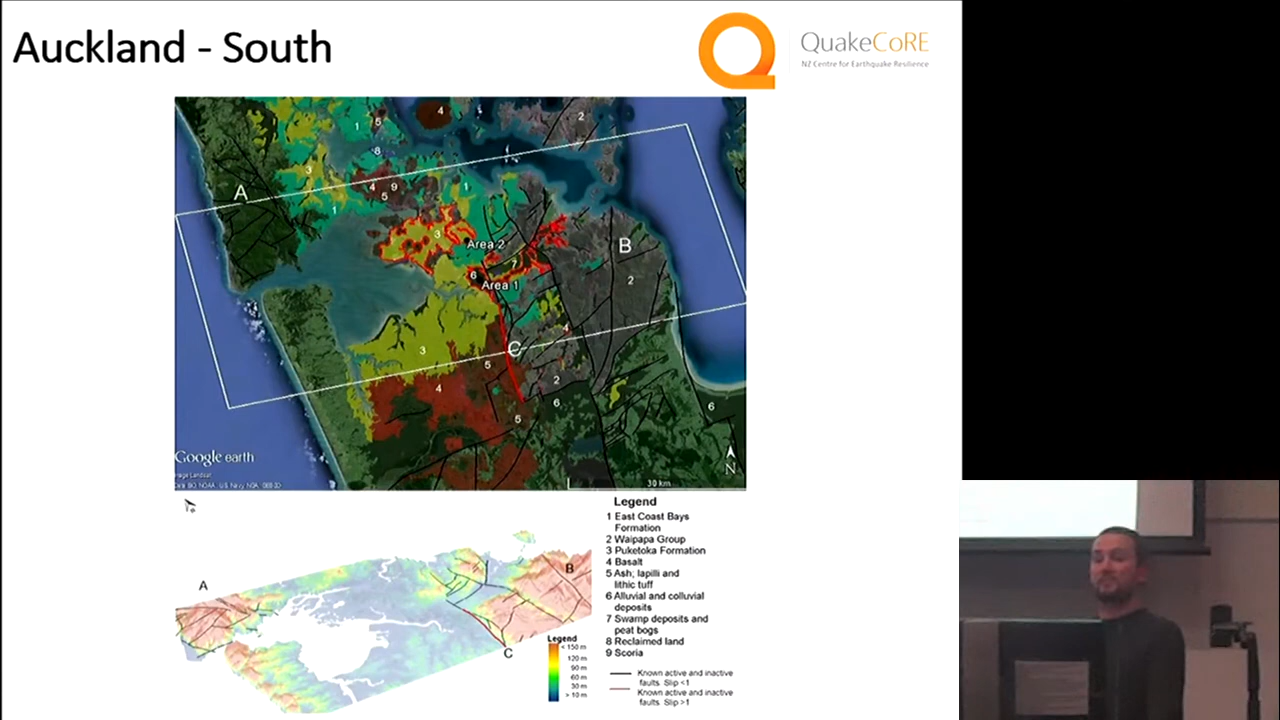 Auckland - South
QuakeCoRE
NZ Centre for Earthquake Resilience
4
2
1
5
8
3
A
4
9
5
1
1
3
Area 2
B
6
7
2
Area 1
4
C
3
5
4
2
6
5
6
N
Google earth
30 km
Legend
1 East Coast Bays
Formation
2 Waipapa Group
3 Puketoka Formation
4 Basalt
5 Ash, lapilli and
lithic tuff
6 Alluvial and colluvial
deposits
7 Swamp deposits and
peat bogs
8 Reclaimed land
9 Scoria
Known active and inactive
faults Slip <1
Known active and inactive
faults Slip >1
A
B
C
Legend
< 150 m
120 m
90 m
60 m
30 m
> 10 m